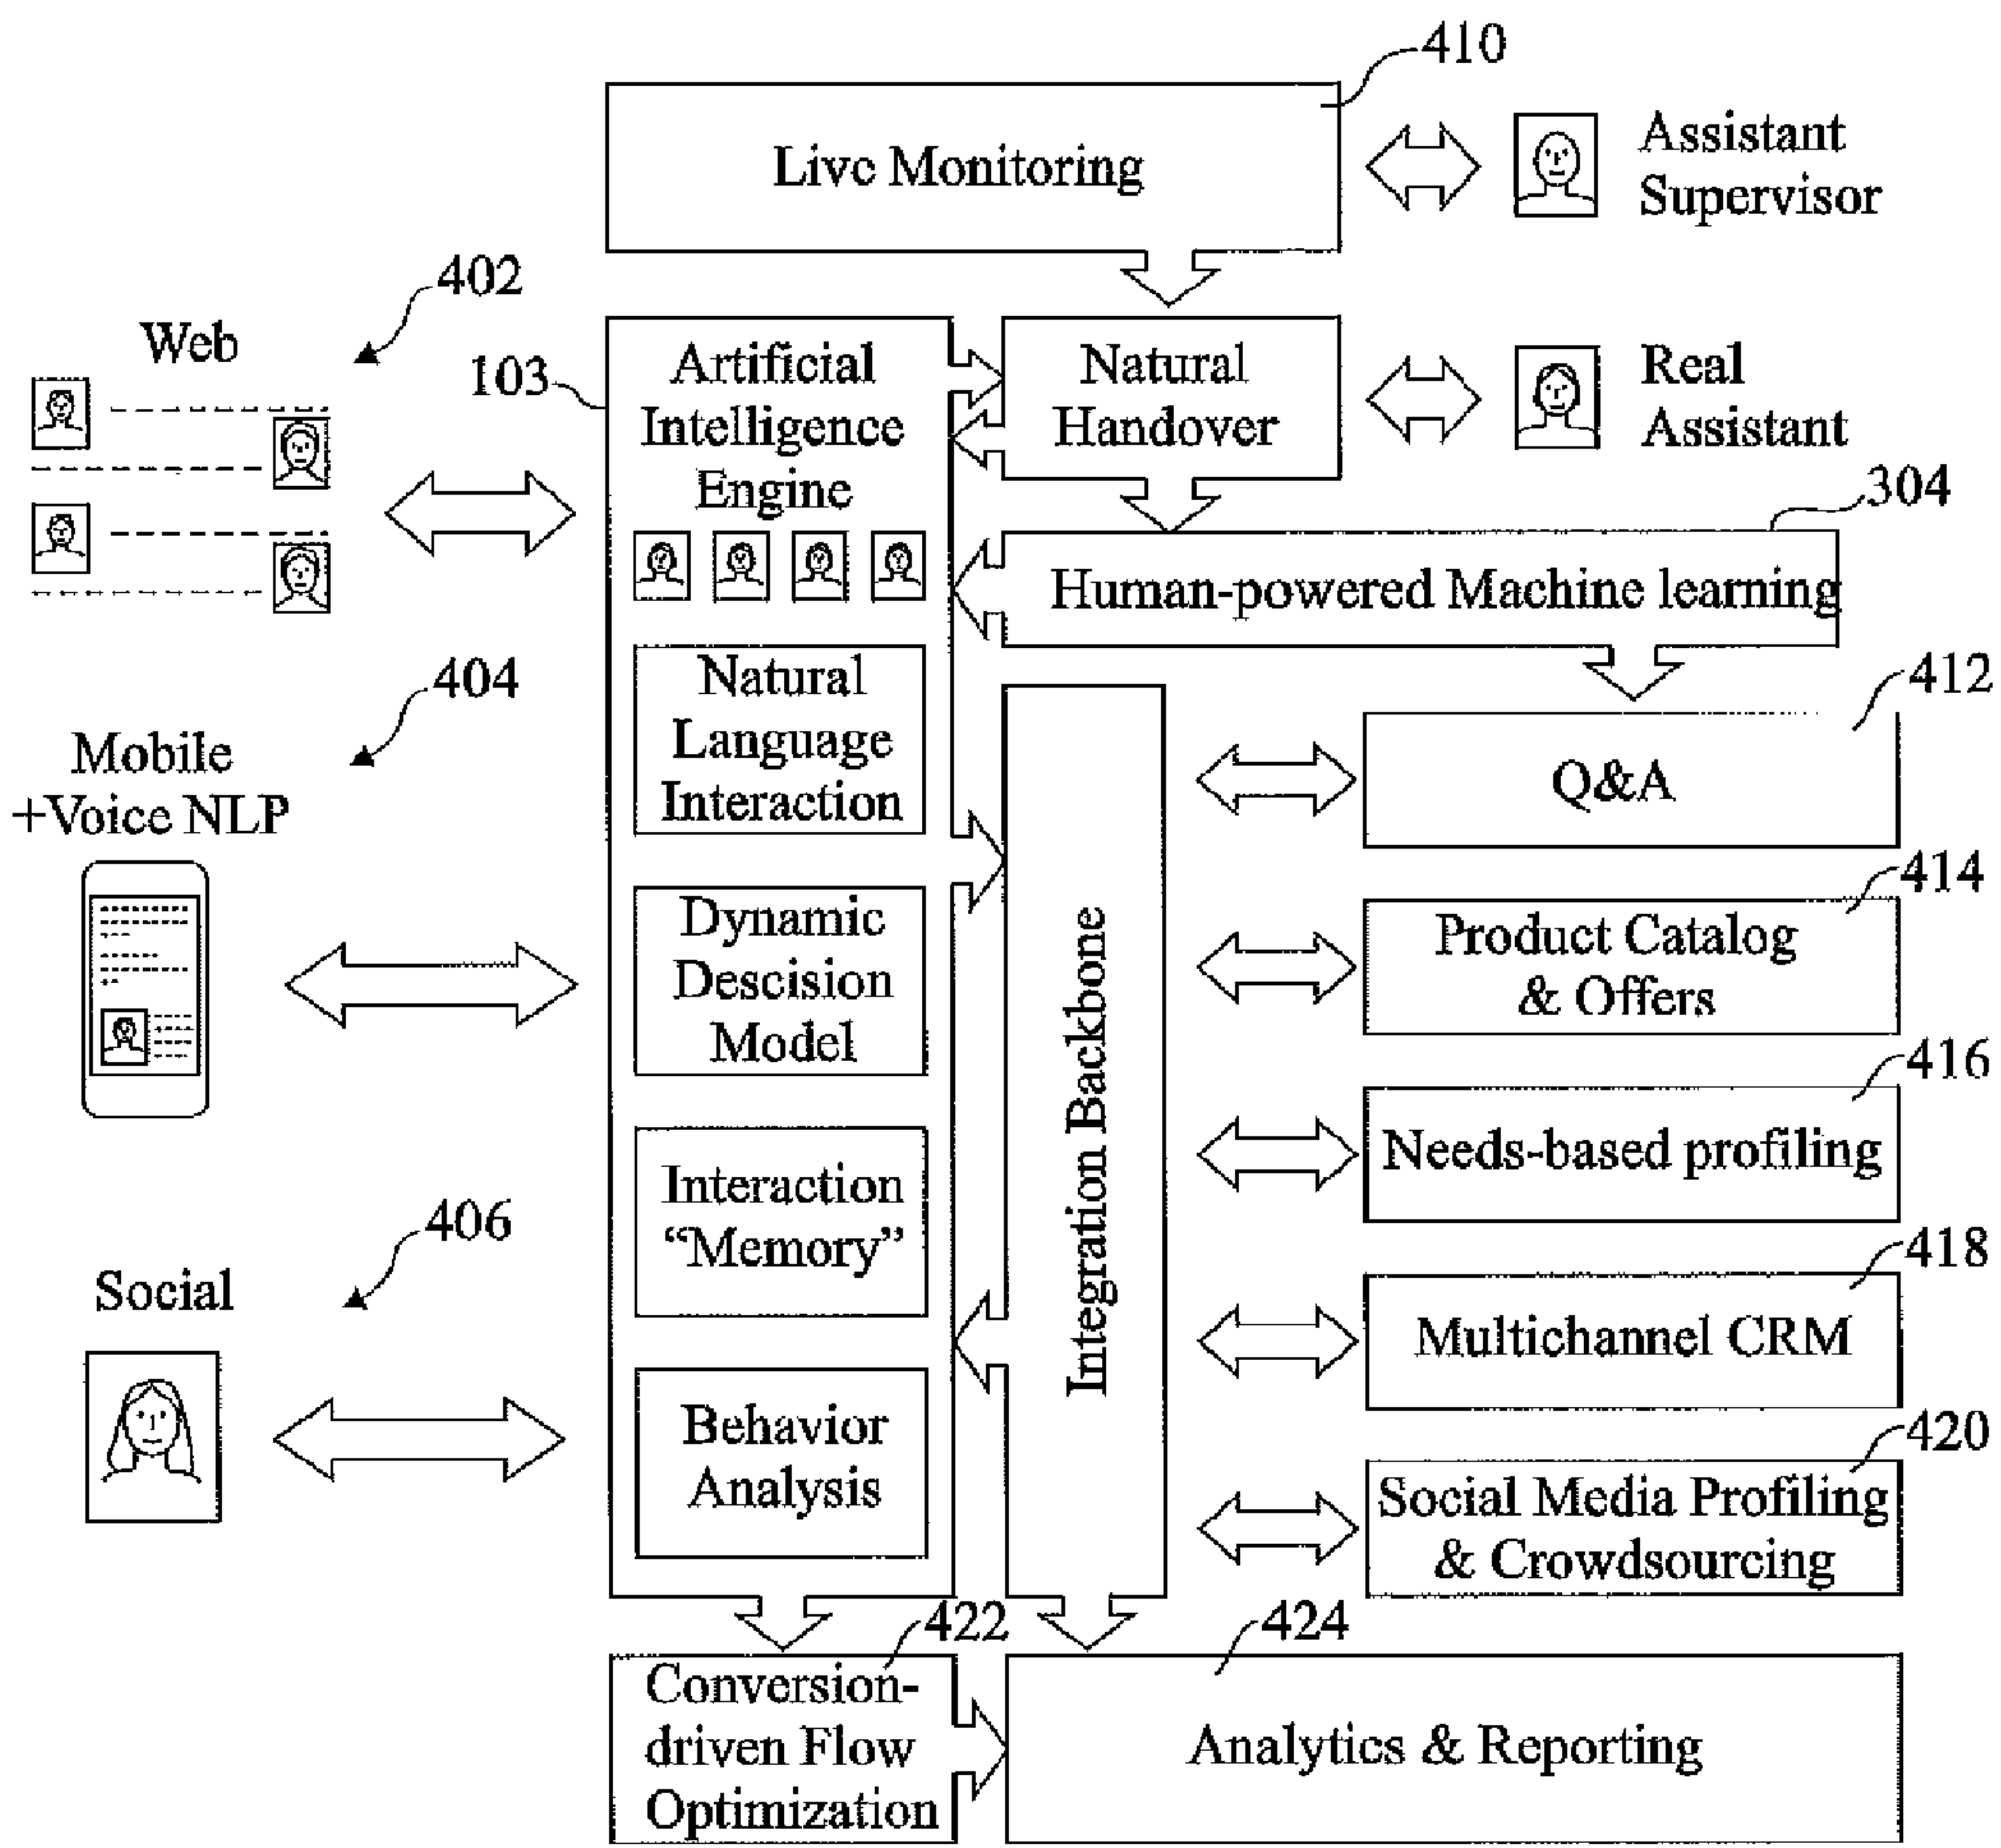 410
Live Monitoring
Assistant
Supervisor
402
Web
103
Artificial
Intelligence
Engine
Natural
Handover
Real
Assistant
304
Human-powered Machine learning
404
Mobile
+Voice NLP
Natural
Language
Interaction
412
Q&A
Dynamic
Descision
Model
Integration Backbone
414
Product Catalog
& Offers
416
Needs-based profiling
406
Social
Interaction
“Memory”
418
Multichannel CRM
Behavior
Analysis
420
Social Media Profiling
& Crowdsourcing
422
Conversion-
driven Flow
Optimization
424
Analytics & Reporting